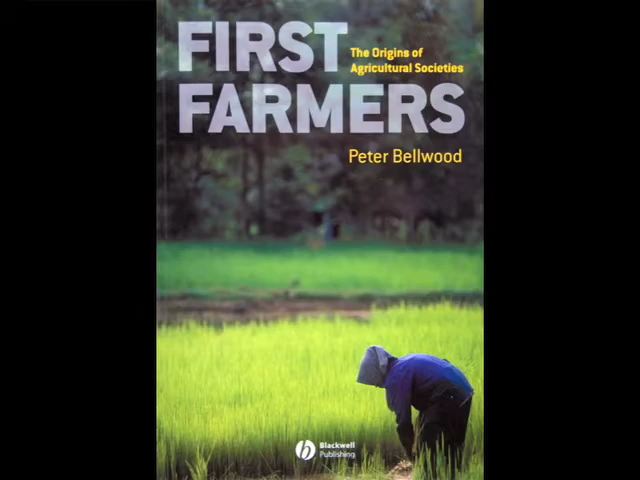 FIRST
The Origins of
Agricultural Societies
FARMERS
Peter Bellwood
Blackwell
Publishing